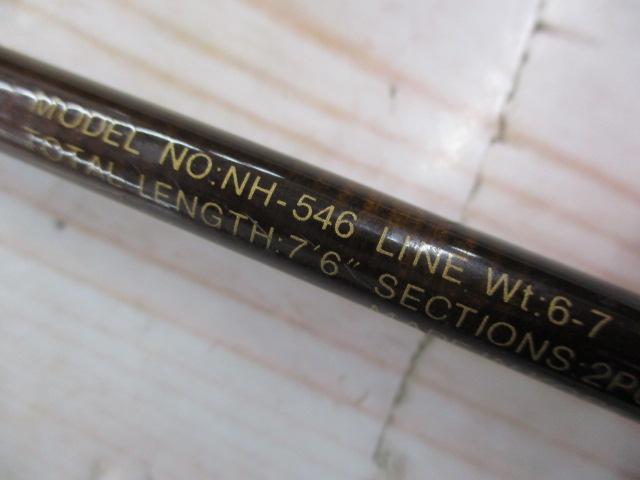 MODEL NO:NH-546 LINE Wt:6-7
TOTAL LENGTH:7'6" SECTIONS:2P